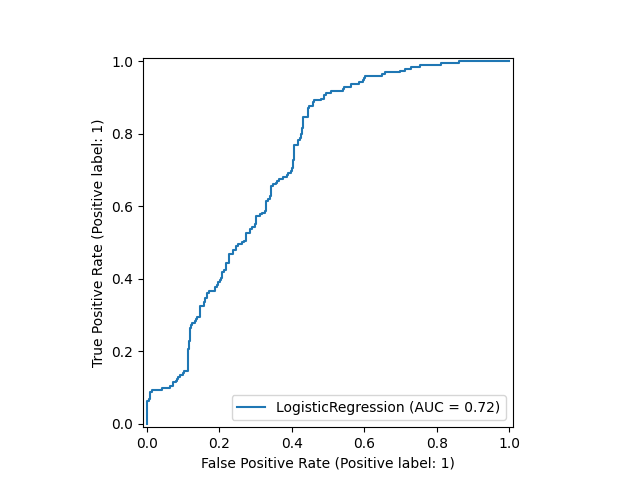 1.0
0.8
0.6
0.4
0.2
0.0
True Positive Rate (Positive label: 1)
LogisticRegression (AUC = 0.72)
0.0 0.2 0.4 0.6 0.8 1.0
False Positive Rate (Positive label: 1)